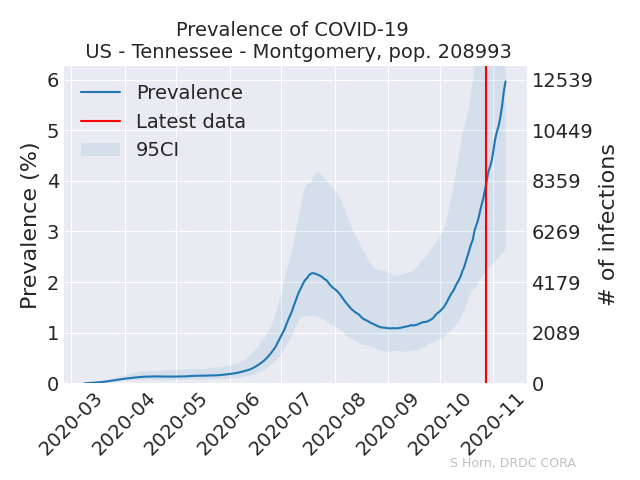 Prevalence of COVID-19
US - Tennessee - Montgomery, pop. 208993
Prevalence (%)
6
5
4
3
2
1
0
Prevalence
Latest data
95CI
12539
10449
8359
6269
4179
2089
0
# of infections
2020-03
2020-04
2020-05
2020-06
2020-07
2020-08
2020-09
2020-10
2020-11
S Horn, DRDC CORA